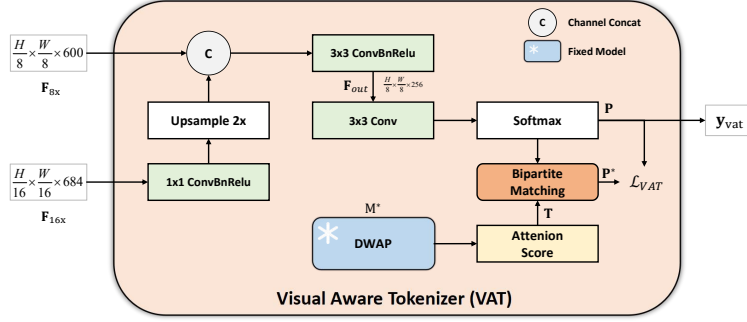 C
Channel Concat
Fixed Model
H/8 × W/8 ×600
F8x
C
3x3 ConvBnRelu
Fout
H/8 × W/8 ×256
Upsample 2x
3x3 Conv
Softmax
P
yvat
H/16 × W/16 ×684
F16x
1x1 ConvBnRelu
Bipartite
Matching
P*
LVAT
T
M*
DWAP
Attenion
Score
Visual Aware Tokenizer (VAT)